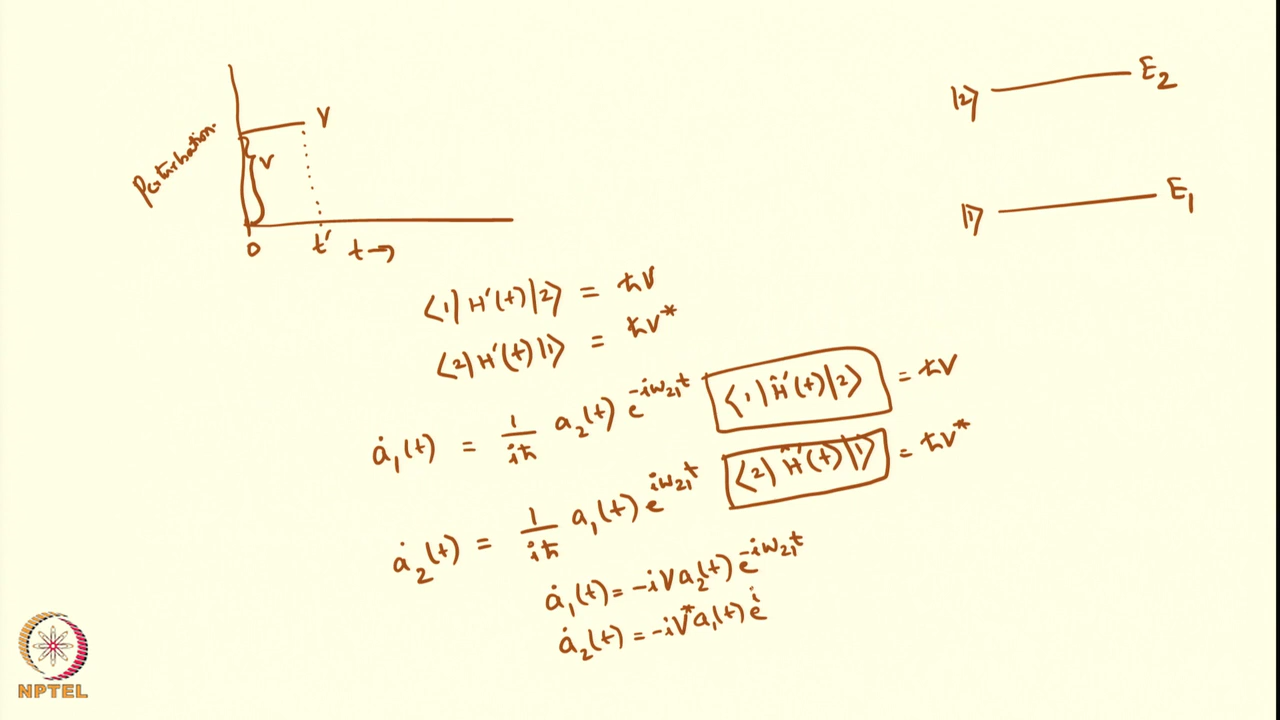 Perturbation.
V
V
0
t′
t→
|2⟩ E₂
|1⟩ E₁
⟨1|H′(t)|2⟩ = ℏV
⟨2|H′(t)|1⟩ = ℏV*
ȧ₁(t) = 1/iℏ a₂(t) e^{-iω₂₁t} ⟨1|Ĥ′(t)|2⟩ = ℏV
ȧ₂(t) = 1/iℏ a₁(t) e^{iω₂₁t} ⟨2|Ĥ′(t)|1⟩ = ℏV*
ȧ₁(t) = -iVa₂(t) e^{-iω₂₁t}
ȧ₂(t) = -iV*a₁(t) e^{i}
NPTEL